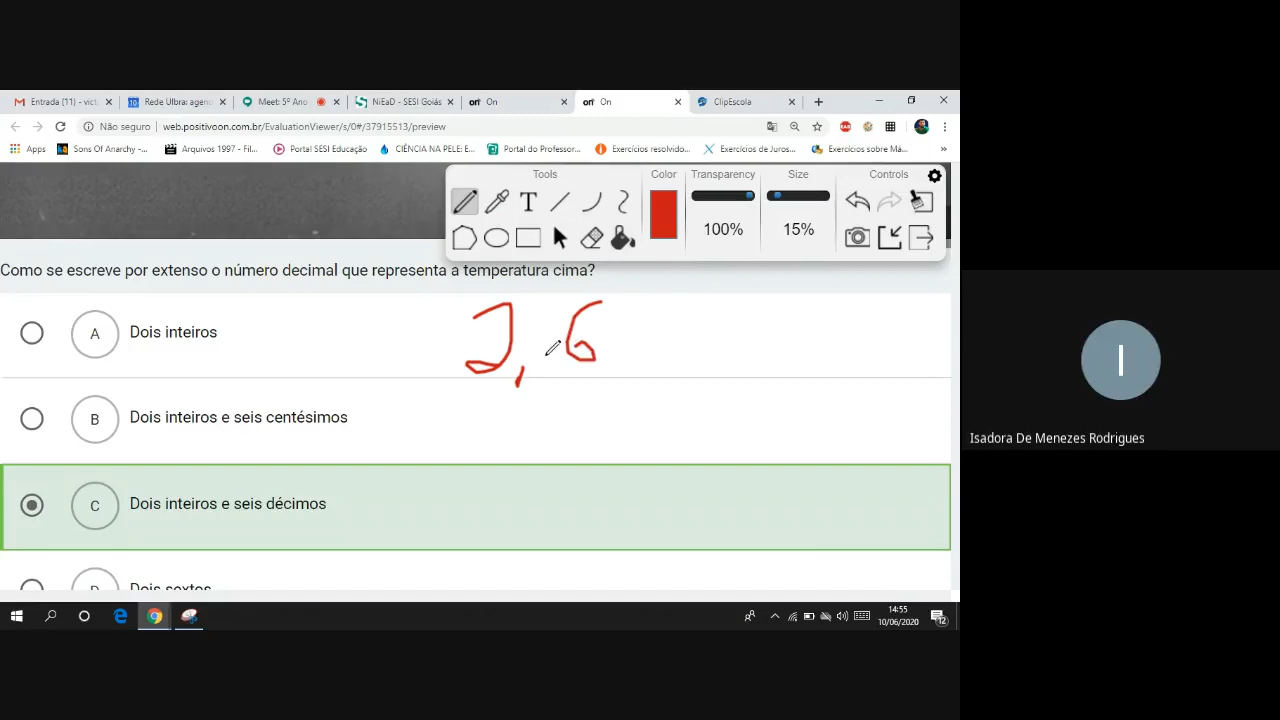 Entrada (11) - vict
Rede Ulbra: agend
Meet: 5º Ano
NiEaD - SESI Goiás
On
On
ClipEscola
Não seguro
web.positivoon.com.br/EvaluationViewer/s/0#/37915513/preview
Apps
Sons Of Anarchy -...
Arquivos 1997 - Fil...
Portal SESI Educação
CIÊNCIA NA PELE: E...
Portal do Professor...
Exercícios resolvido...
Exercícios de Juros...
Exercícios sobre Má...
Tools
Color
Transparency
Size
Controls
100%
15%
Como se escreve por extenso o número decimal que representa a temperatura cima?
A Dois inteiros
2,6
B Dois inteiros e seis centésimos
C Dois inteiros e seis décimos
D Dois sextos
I
Isadora De Menezes Rodrigues
14:55
10/06/2020
12